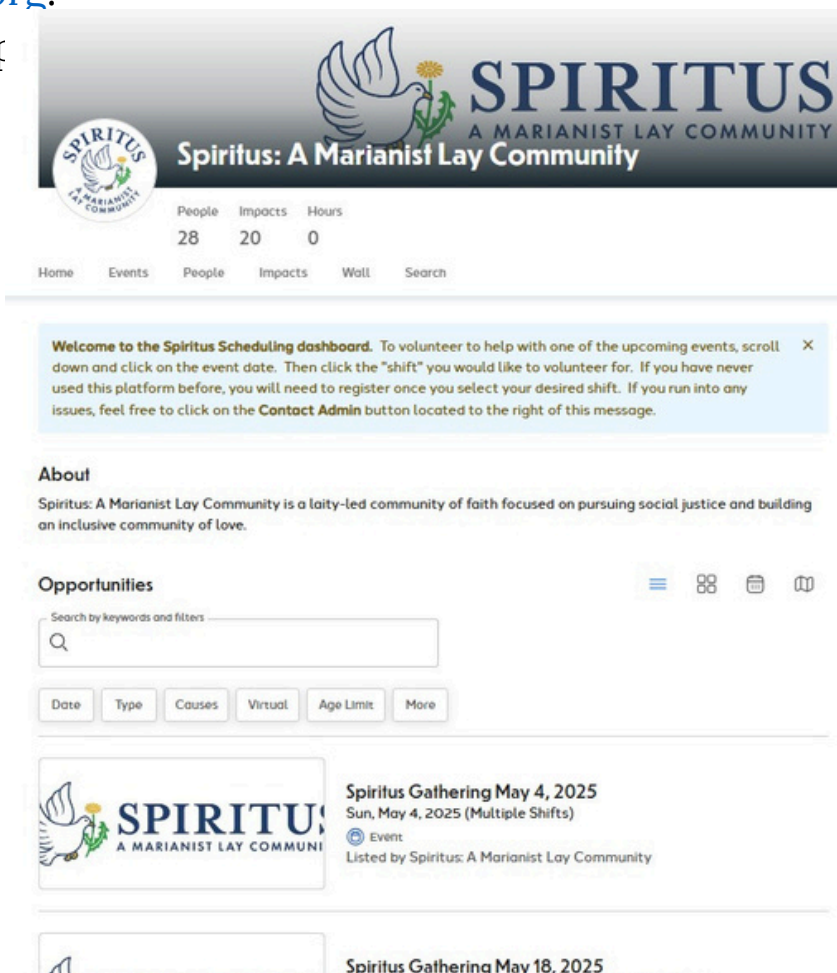 SPIRITUS
A MARIANIST LAY COMMUNITY
SPIRITUS
A MARIANIST
LAY COMMUNITY
Spiritus: A Marianist Lay Community
People Impacts Hours
28 20 0
Home Events People Impacts Wall Search
Welcome to the Spiritus Scheduling dashboard. To volunteer to help with one of the upcoming events, scroll
down and click on the event date. Then click the "shift" you would like to volunteer for. If you have never
used this platform before, you will need to register once you select your desired shift. If you run into any
issues, feel free to click on the Contact Admin button located to the right of this message.
About
Spiritus: A Marianist Lay Community is a laity-led community of faith focused on pursuing social justice and building
an inclusive community of love.
Opportunities
Search by keywords and filters
Date Type Causes Virtual Age Limit More
SPIRITUS
A MARIANIST LAY COMMUNI
Spiritus Gathering May 4, 2025
Sun, May 4, 2025 (Multiple Shifts)
Event
Listed by Spiritus: A Marianist Lay Community
Spiritus Gathering May 18, 2025